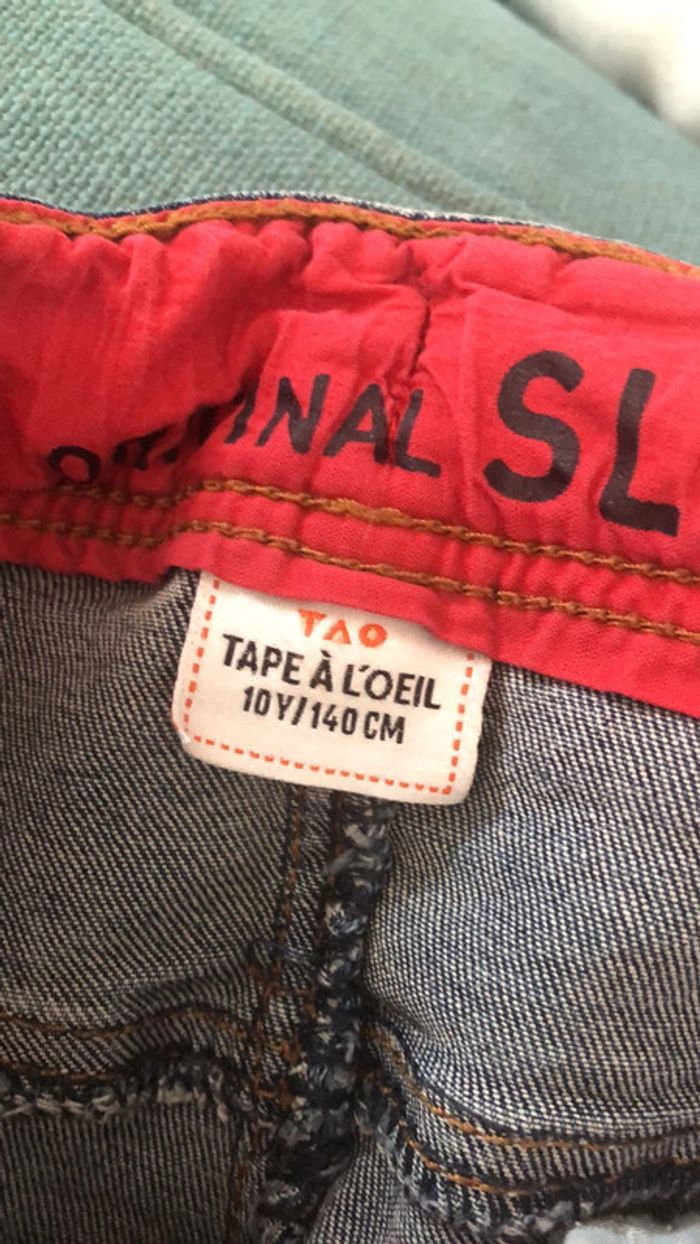 ORIGINAL SL
TAO
TAPE À L'OEIL
10Y/140CM